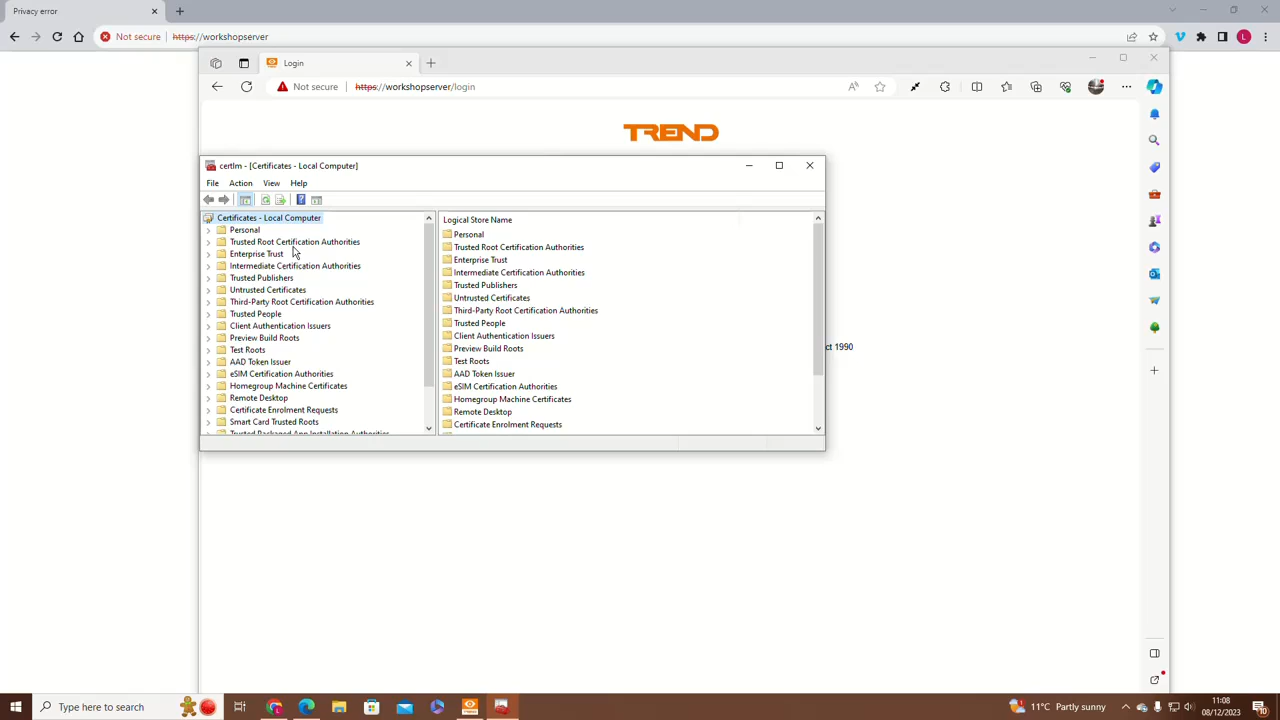 Privacy error
Not secure
https://workshopserver
L
Login
Not secure
https://workshopserver/login
TREND
certlm - [Certificates - Local Computer]
File
Action
View
Help
Certificates - Local Computer
Personal
Trusted Root Certification Authorities
Enterprise Trust
Intermediate Certification Authorities
Trusted Publishers
Untrusted Certificates
Third-Party Root Certification Authorities
Trusted People
Client Authentication Issuers
Preview Build Roots
Test Roots
AAD Token Issuer
eSIM Certification Authorities
Homegroup Machine Certificates
Remote Desktop
Certificate Enrolment Requests
Smart Card Trusted Roots
Trusted Packaged App Installation Authorities
Logical Store Name
Personal
Trusted Root Certification Authorities
Enterprise Trust
Intermediate Certification Authorities
Trusted Publishers
Untrusted Certificates
Third-Party Root Certification Authorities
Trusted People
Client Authentication Issuers
Preview Build Roots
Test Roots
AAD Token Issuer
eSIM Certification Authorities
Homegroup Machine Certificates
Remote Desktop
Certificate Enrolment Requests
ct 1990
Type here to search
11°C Partly sunny
11:08
08/12/2023
10